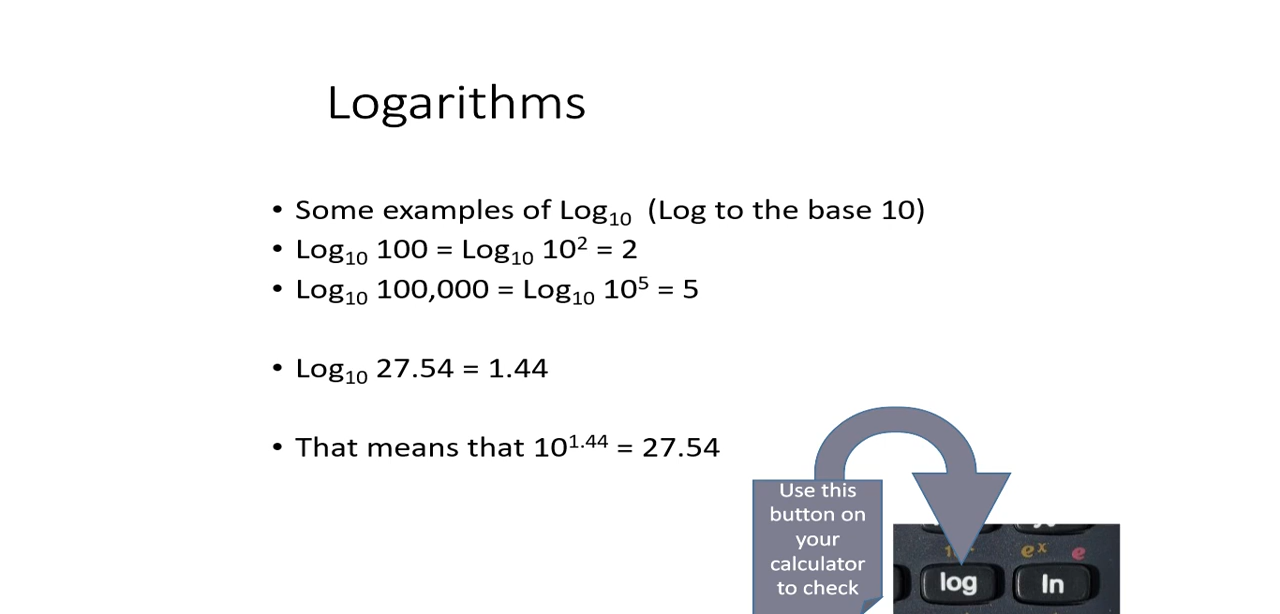 Logarithms
• Some examples of Log₁₀ (Log to the base 10)
• Log₁₀ 100 = Log₁₀ 10² = 2
• Log₁₀ 100,000 = Log₁₀ 10⁵ = 5
• Log₁₀ 27.54 = 1.44
• That means that 10¹·⁴⁴ = 27.54
Use this
button on
your
calculator
to check
eˣ e
log ln